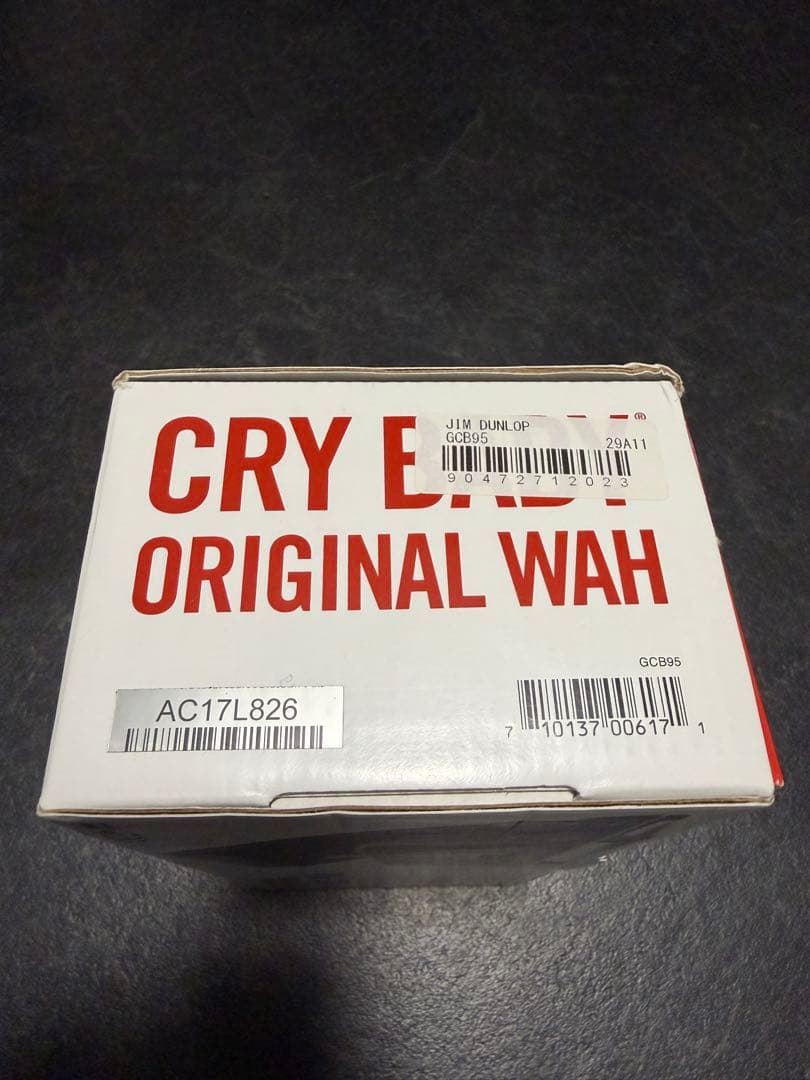 CRY BABY®
JIM DUNLOP
GCB95 29A11
90472712023
ORIGINAL WAH
GCB95
AC17L826
7 10137 00617 1